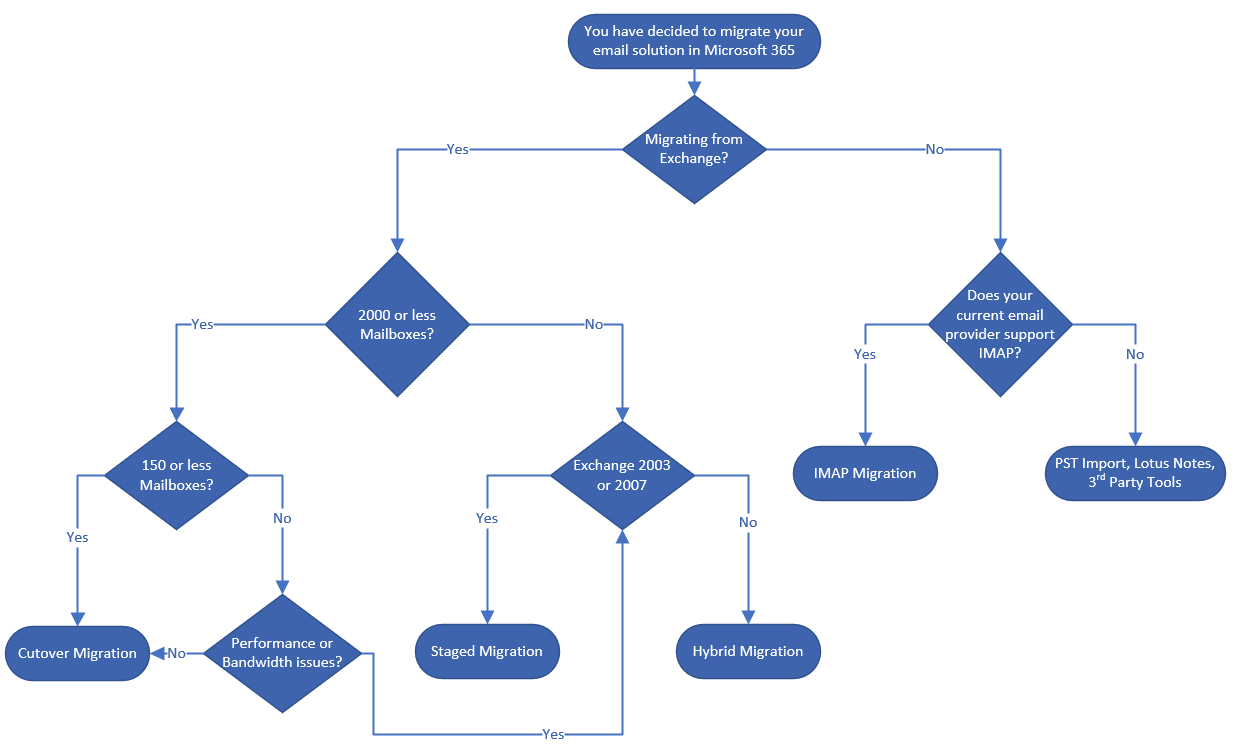 You have decided to migrate your
email solution in Microsoft 365
Migrating from
Exchange?
Yes
No
2000 or less
Mailboxes?
Does your
current email
provider support
IMAP?
Yes
No
Yes
No
150 or less
Mailboxes?
Exchange 2003
or 2007
IMAP Migration
PST Import, Lotus Notes,
3rd Party Tools
Yes
No
Yes
No
Cutover Migration
No
Performance or
Bandwidth issues?
Staged Migration
Hybrid Migration
Yes